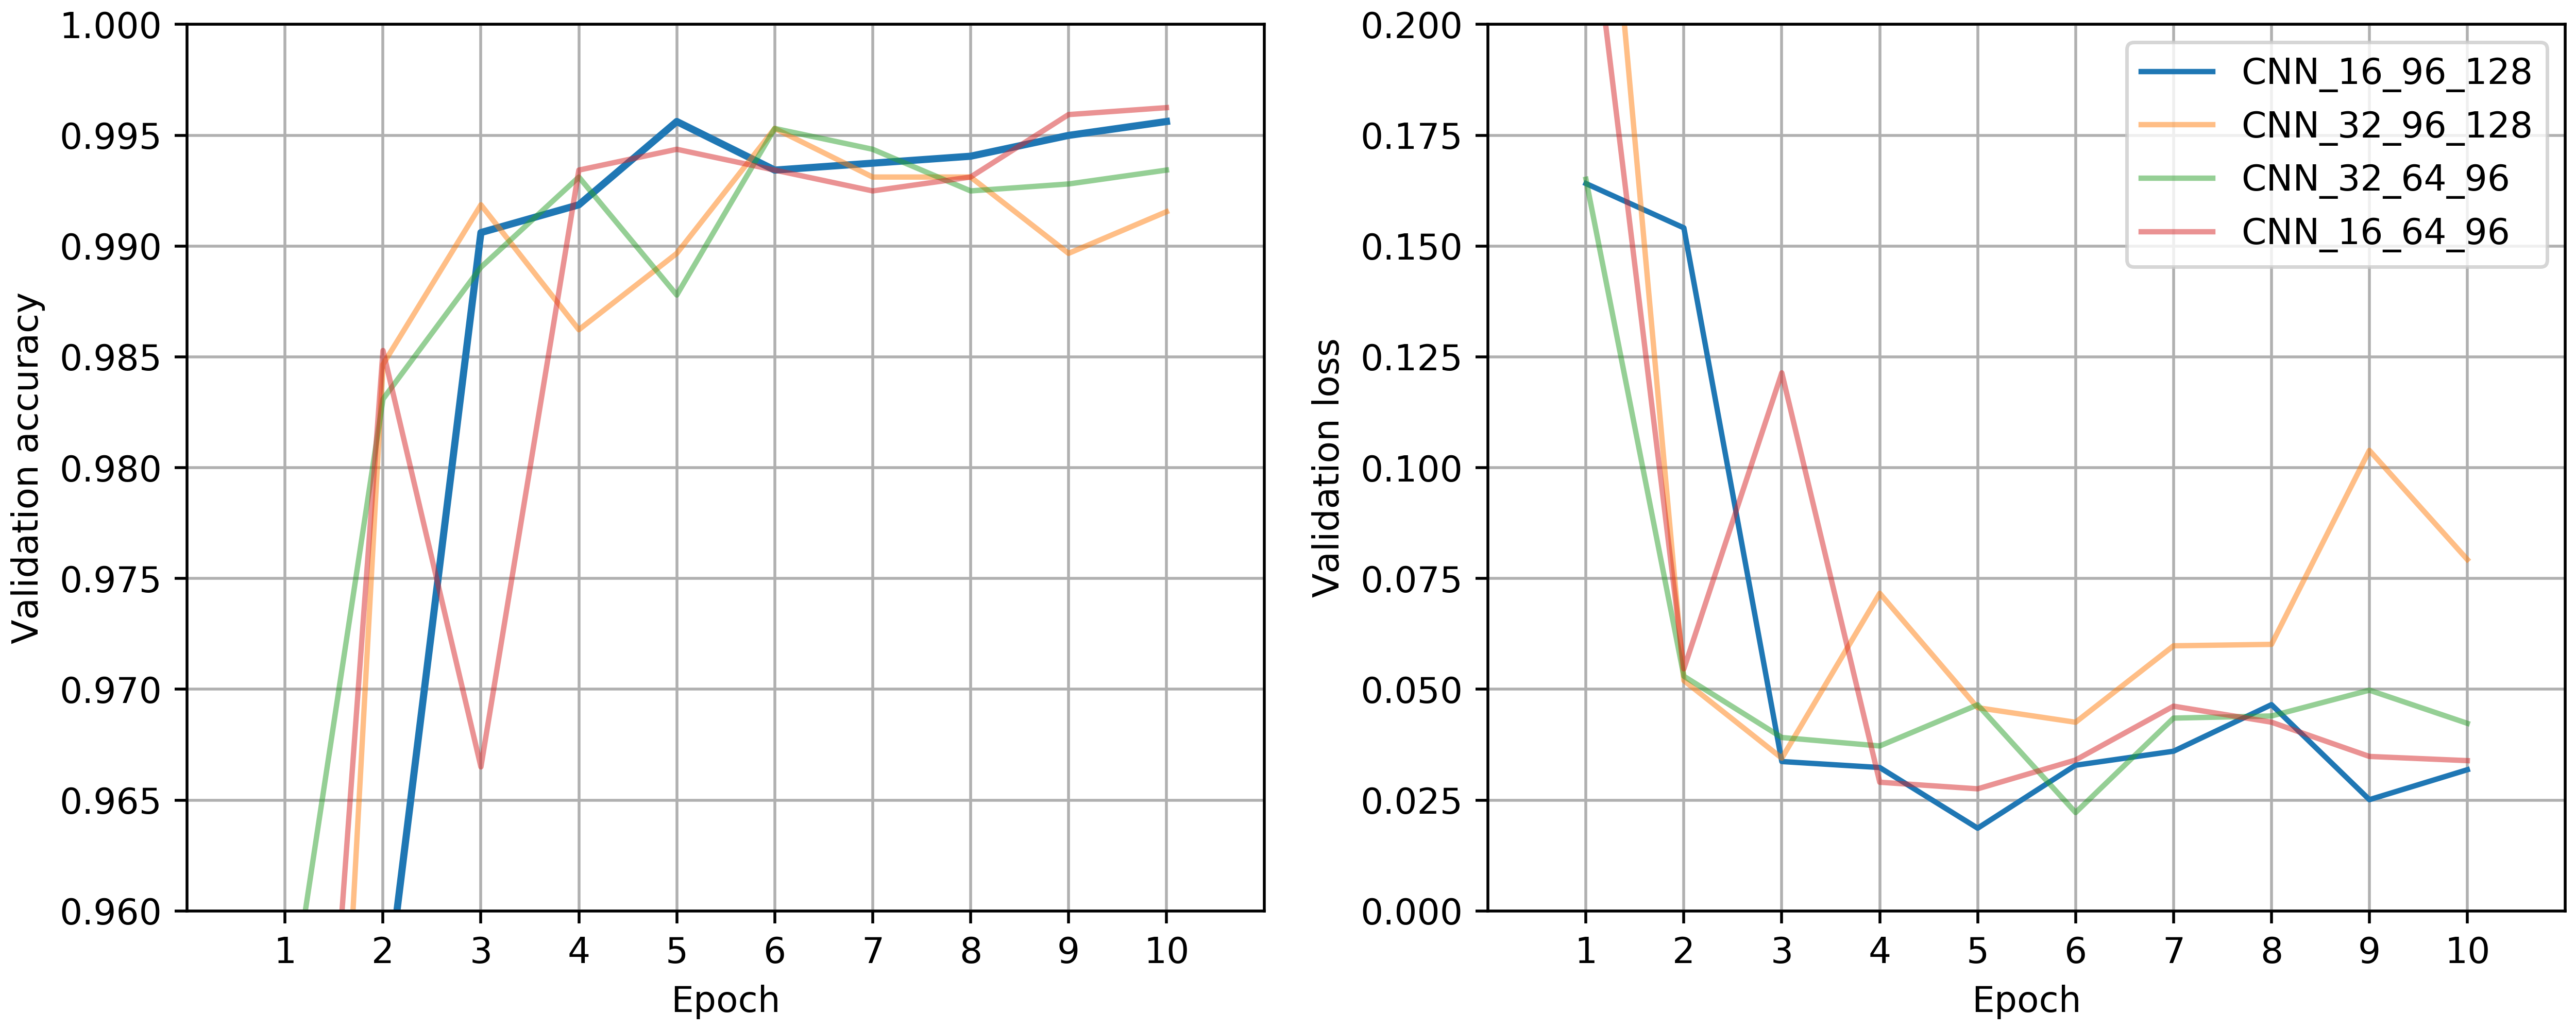 1.000
0.995
0.990
0.985
0.980
0.975
0.970
0.965
0.960
Validation accuracy
1 2 3 4 5 6 7 8 9 10
Epoch
0.200
0.175
0.150
0.125
0.100
0.075
0.050
0.025
0.000
Validation loss
1 2 3 4 5 6 7 8 9 10
Epoch
CNN_16_96_128
CNN_32_96_128
CNN_32_64_96
CNN_16_64_96